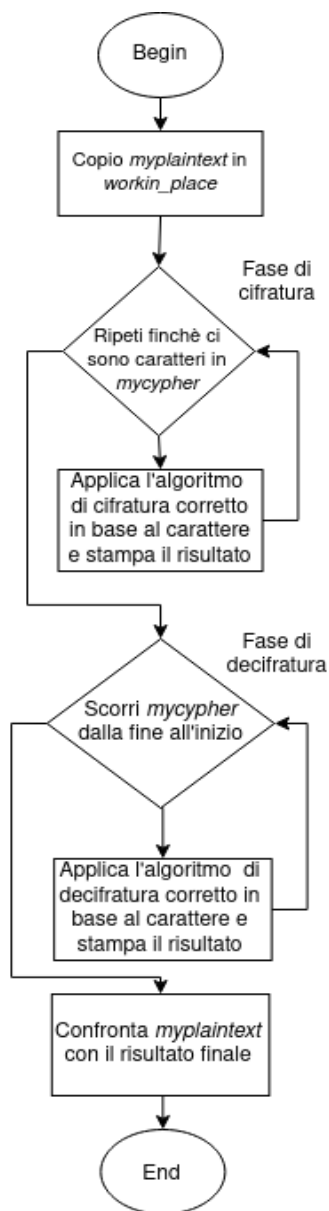 Begin
Copio myplaintext in
workin_place
Fase di
cifratura
Ripeti finchè ci
sono caratteri in
mycypher
Applica l'algoritmo
di cifratura corretto
in base al carattere
e stampa il risultato
Fase di
decifratura
Scorri mycypher
dalla fine all'inizio
Applica l'algoritmo di
decifratura corretto in
base al carattere e
stampa il risultato
Confronta myplaintext
con il risultato finale
End